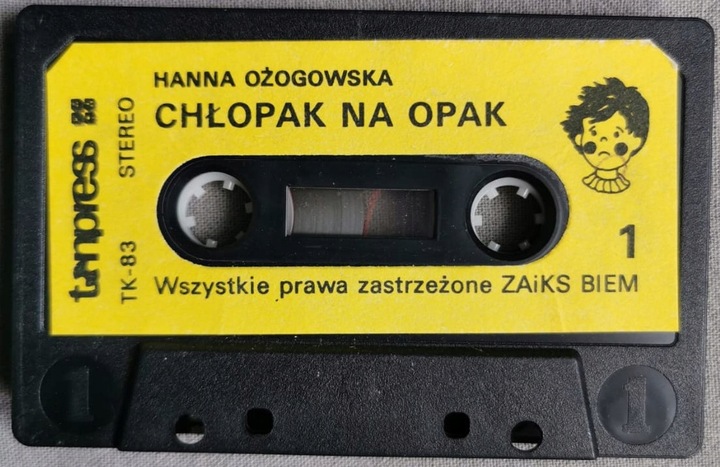 HANNA OŻOGOWSKA
CHŁOPAK NA OPAK
tonpress
STEREO
TK-83
1
Wszystkie prawa zastrzeżone ZAiKS BIEM
1
1